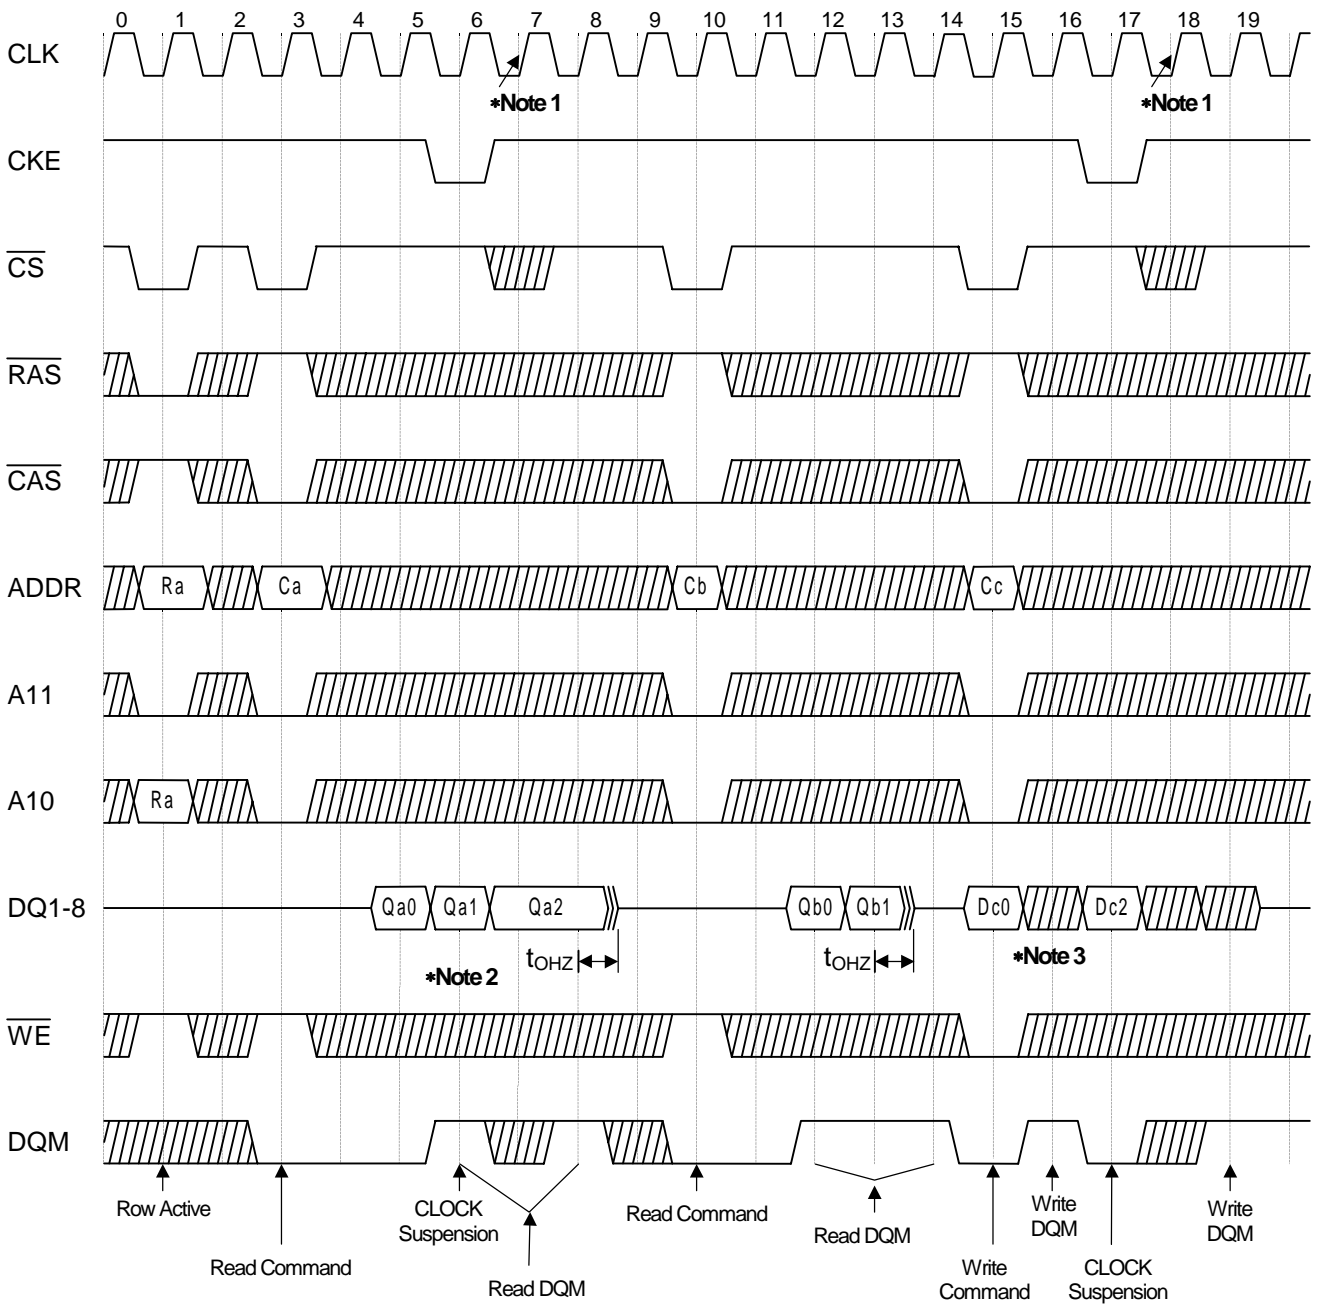 0 1 2 3 4 5 6 7 8 9 10 11 12 13 14 15 16 17 18 19
CLK
*Note 1 *Note 1
CKE
CS
RAS
CAS
ADDR Ra Ca Cb Cc
A11
A10 Ra
DQ1-8 Qa0 Qa1 Qa2 Qb0 Qb1 Dc0 Dc2
*Note 2 tOHZ tOHZ *Note 3
WE
DQM
Row Active
Read Command
CLOCK
Suspension
Read DQM
Read Command
Read DQM
Write
Command
Write
DQM
CLOCK
Suspension
Write
DQM